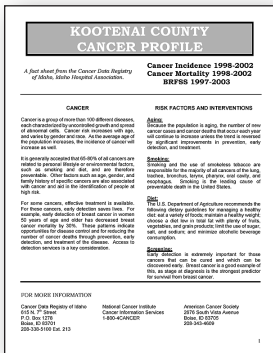 KOOTENAI COUNTY
CANCER PROFILE
A fact sheet from the Cancer Data Registry
of Idaho, Idaho Hospital Association.
Cancer Incidence 1998-2002
Cancer Mortality 1998-2002
BRFSS 1997-2003
CANCER
Cancer is a group of more than 100 different diseases,
each characterized by uncontrolled growth and spread
of abnormal cells. Cancer risk increases with age,
and varies by gender and race. As the average age of
the population increases, the incidence of cancer will
increase as well.
It is generally accepted that 65-80% of all cancers are
related to personal lifestyle or environmental factors,
such as smoking and diet, and are therefore
preventable. Other factors such as age, gender, and
family history of specific cancers are also associated
with cancer and aid is the identification of people at
high risk.
For some cancers, effective treatment is available.
For these cancers, early detection saves lives. For
example, early detection of breast cancer in women
50 years of age and older has decreased breast
cancer mortality by 30%. These patterns indicate
opportunities for disease control and for reducing the
number of cancer deaths through prevention, early
detection, and treatment of the disease. Access to
detection services is a key consideration.
RISK FACTORS AND INTERVENTIONS
Aging:
Because the population is aging, the number of new
cancer cases and cancer deaths that occur each year
will continue to increase unless the trend is reversed
by significant improvements in prevention, early
detection, and treatment.
Smoking:
Smoking and the use of smokeless tobacco are
responsible for the majority of all cancers of the lung,
trachea, bronchus, larynx, pharynx, oral cavity, and
esophagus. Smoking is the leading cause of
preventable death in the United States.
Diet:
The U.S. Department of Agriculture recommends the
following dietary guidelines for managing a healthy
diet: eat a variety of foods; maintain a healthy weight;
choose a diet low in total fat with plenty of fruits,
vegetables, and grain products; limit the use of sugar,
salt, and sodium; and minimize alcoholic beverage
consumption.
Screening:
Early detection is extremely important for those
cancers that can be cured and which can be
discovered early. Breast cancer is a good example of
this, as stage at diagnosis is the strongest predictor
for survival from breast cancer.
FOR MORE INFORMATION
Cancer Data Registry of Idaho
615 N. 7th Street
P.O. Box 1278
Boise, ID 83701
208-338-5100 Ext. 213
National Cancer Institute
Cancer Information Services
1-800-4CANCER
American Cancer Society
2676 South Vista Avenue
Boise, ID 83705
208-343-4609
1